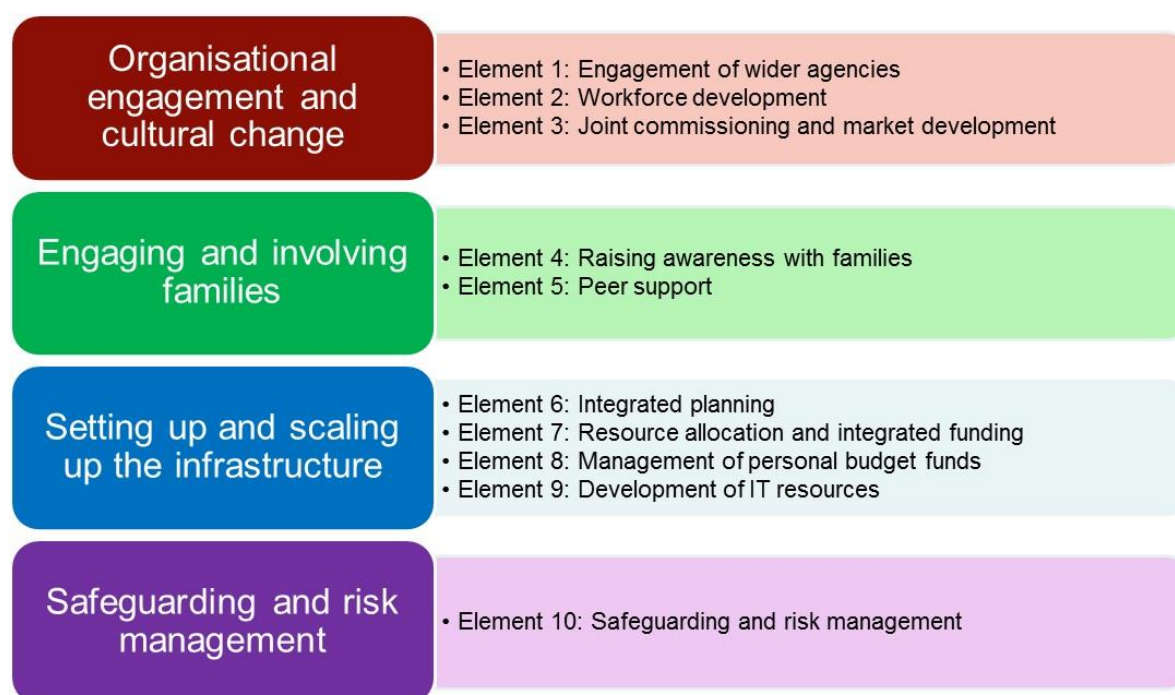 Organisational
engagement and
cultural change
• Element 1: Engagement of wider agencies
• Element 2: Workforce development
• Element 3: Joint commissioning and market development
Engaging and involving
families
• Element 4: Raising awareness with families
• Element 5: Peer support
Setting up and scaling
up the infrastructure
• Element 6: Integrated planning
• Element 7: Resource allocation and integrated funding
• Element 8: Management of personal budget funds
• Element 9: Development of IT resources
Safeguarding and risk
management
• Element 10: Safeguarding and risk management